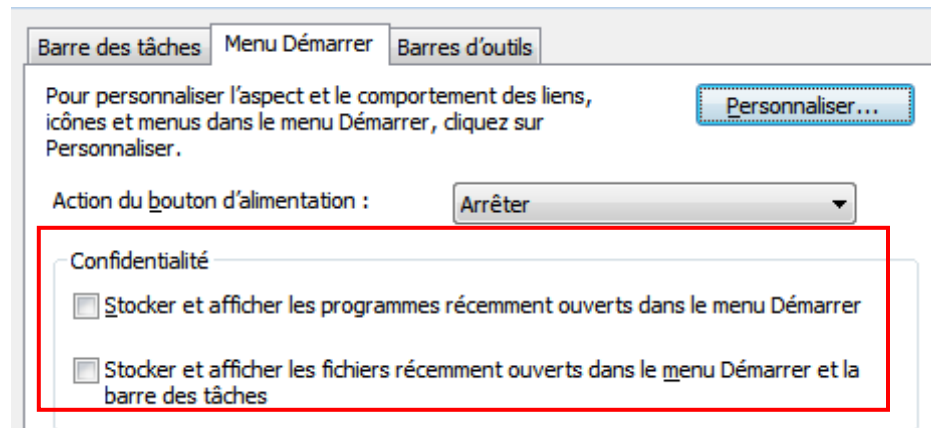 Barre des tâches Menu Démarrer Barres d'outils
Pour personnaliser l'aspect et le comportement des liens,
icônes et menus dans le menu Démarrer, cliquez sur
Personnaliser.
Personnaliser...
Action du bouton d'alimentation : Arrêter
Confidentialité
Stocker et afficher les programmes récemment ouverts dans le menu Démarrer
Stocker et afficher les fichiers récemment ouverts dans le menu Démarrer et la
barre des tâches